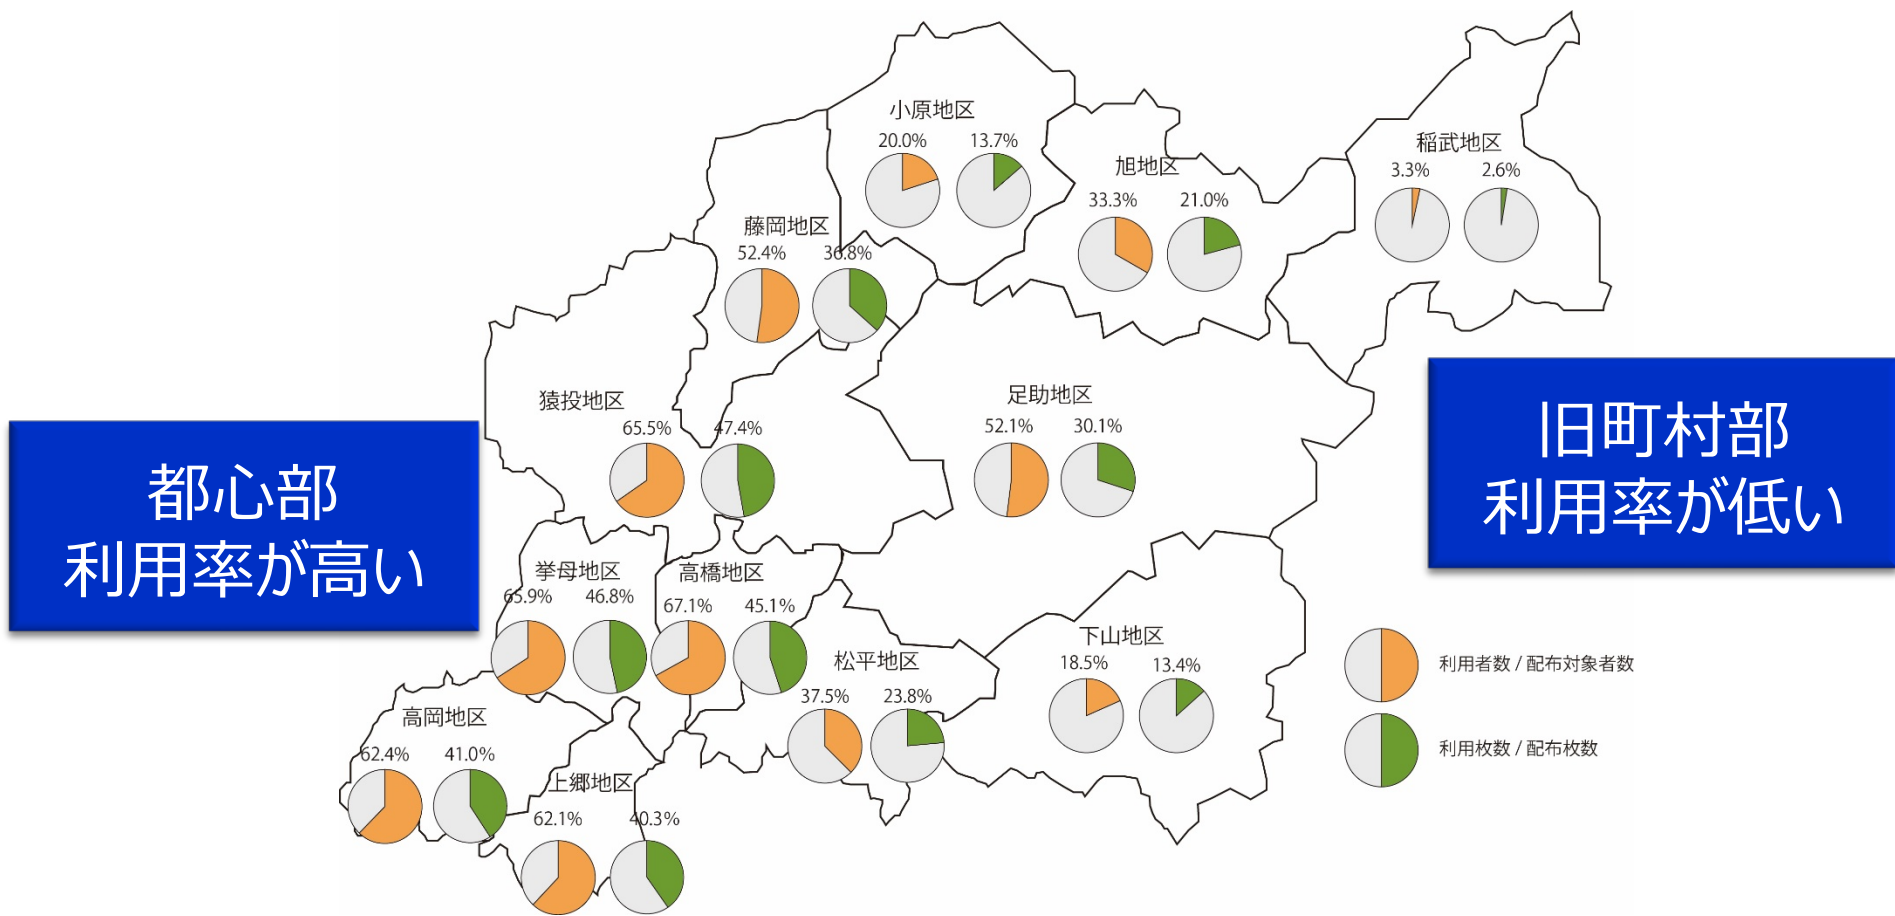 小原地区
20.0%
13.7%
旭地区
33.3%
21.0%
稲武地区
3.3%
2.6%
藤岡地区
52.4%
36.8%
猿投地区
65.5%
47.4%
足助地区
52.1%
30.1%
都心部
利用率が高い
旧町村部
利用率が低い
挙母地区
65.9%
46.8%
高橋地区
67.1%
45.1%
松平地区
37.5%
23.8%
下山地区
18.5%
13.4%
高岡地区
62.4%
41.0%
上郷地区
62.1%
40.3%
利用者数 / 配布対象者数
利用枚数 / 配布枚数